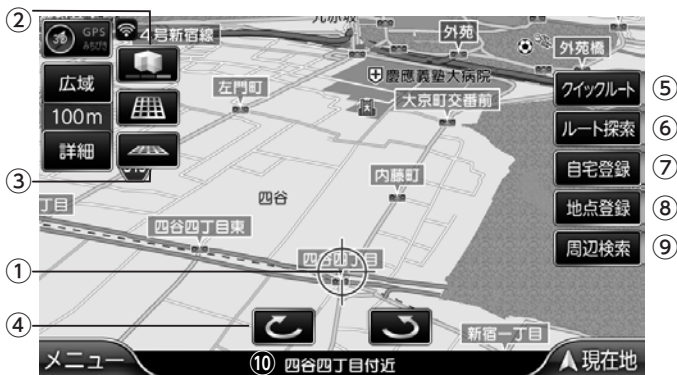 ②
③
①
④
⑤
⑥
⑦
⑧
⑨
⑩
GPS
みちびき
4号新宿線
広域
100m
詳細
外苑
外苑橋
慶應義塾大病院
左門町
大京町交番前
内藤町
四谷
丁目
四谷四丁目東
四谷四丁目
新宿一丁目
クイックルート
ルート探索
自宅登録
地点登録
周辺検索
メニュー
四谷四丁目付近
現在地